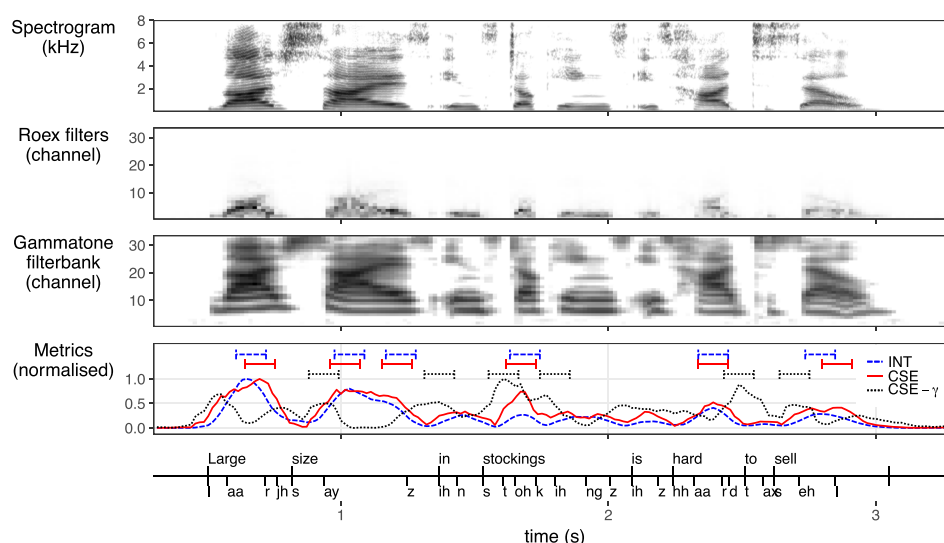 Spectrogram
(kHz)
8
6
4
2
Roex filters
(channel)
30
20
10
Gammatone
filterbank
(channel)
30
20
10
Metrics
(normalised)
1.0
0.5
0.0
INT
CSE
CSE−γ
Large size in stockings is hard to sell
l aa r jh s ay z ih n s t oh k ih ng z ih z hh aa r d t ax s eh l
1 2 3
time (s)